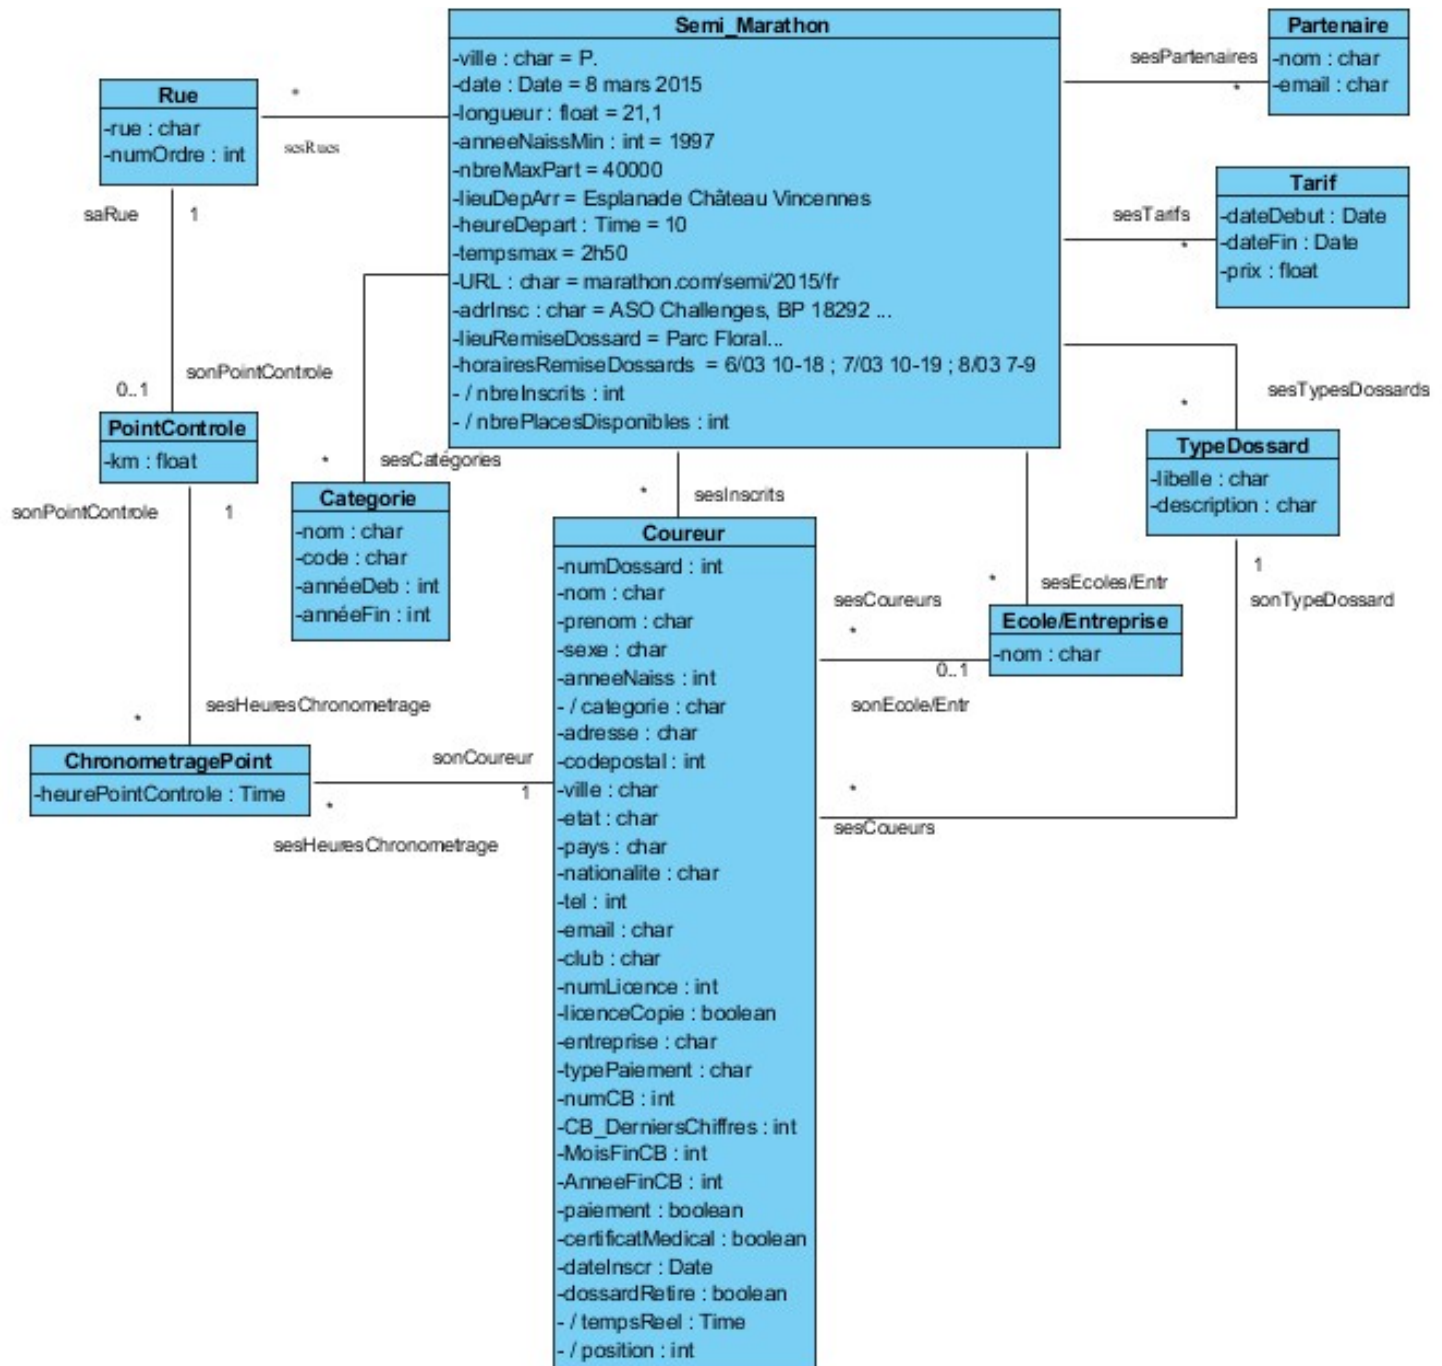 Semi_Marathon
-ville : char = P.
-date : Date = 8 mars 2015
-longueur : float = 21,1
-anneeNaissMin : int = 1997
-nbreMaxPart = 40000
-lieuDepArr = Esplanade Château Vincennes
-heureDepart : Time = 10
-tempsmax = 2h50
-URL : char = marathon.com/semi/2015/fr
-adrInsc : char = ASO Challenges, BP 18292 ...
-lieuRemiseDossard = Parc Floral...
-horairesRemiseDossards = 6/03 10-18 ; 7/03 10-19 ; 8/03 7-9
- / nbreInscrits : int
- / nbrePlacesDisponibles : int
sesPartenaires
*
Partenaire
-nom : char
-email : char
Rue
-rue : char
-numOrdre : int
*
sesRues
sesTarifs
*
Tarif
-dateDebut : Date
-dateFin : Date
-prix : float
saRue
1
sonPointControle
0..1
PointControle
-km : float
sonPointControle
1
*
sesCatégories
Categorie
-nom : char
-code : char
-annéeDeb : int
-annéeFin : int
*
sesInscrits
sesTypesDossards
*
TypeDossard
-libelle : char
-description : char
1
sonTypeDossard
*
sesEcoles/Entr
Ecole/Entreprise
-nom : char
sesCoureurs
*
0..1
sonEcole/Entr
*
sesCoueurs
sesHeuresChronometrage
*
ChronometragePoint
-heurePointControle : Time
sonCoureur
1
*
sesHeuresChronometrage
Coureur
-numDossard : int
-nom : char
-prenom : char
-sexe : char
-anneeNaiss : int
- / categorie : char
-adresse : char
-codepostal : int
-ville : char
-etat : char
-pays : char
-nationalite : char
-tel : int
-email : char
-club : char
-numLicence : int
-licenceCopie : boolean
-entreprise : char
-typePaiement : char
-numCB : int
-CB_DerniersChiffres : int
-MoisFinCB : int
-AnneeFinCB : int
-paiement : boolean
-certificatMedical : boolean
-dateInscr : Date
-dossardRetire : boolean
- / tempsReel : Time
- / position : int